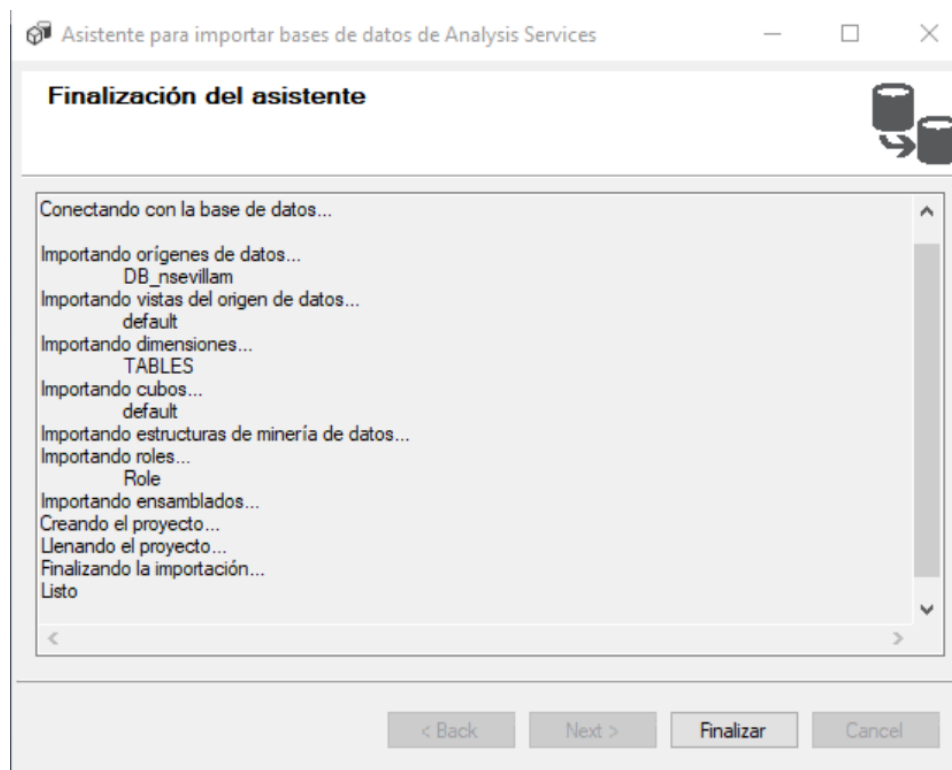 Asistente para importar bases de datos de Analysis Services
Finalización del asistente
Conectando con la base de datos...
Importando orígenes de datos...
DB_nsevillam
Importando vistas del origen de datos...
default
Importando dimensiones...
TABLES
Importando cubos...
default
Importando estructuras de minería de datos...
Importando roles...
Role
Importando ensamblados...
Creando el proyecto...
Llenando el proyecto...
Finalizando la importación...
Listo
< Back Next > Finalizar Cancel